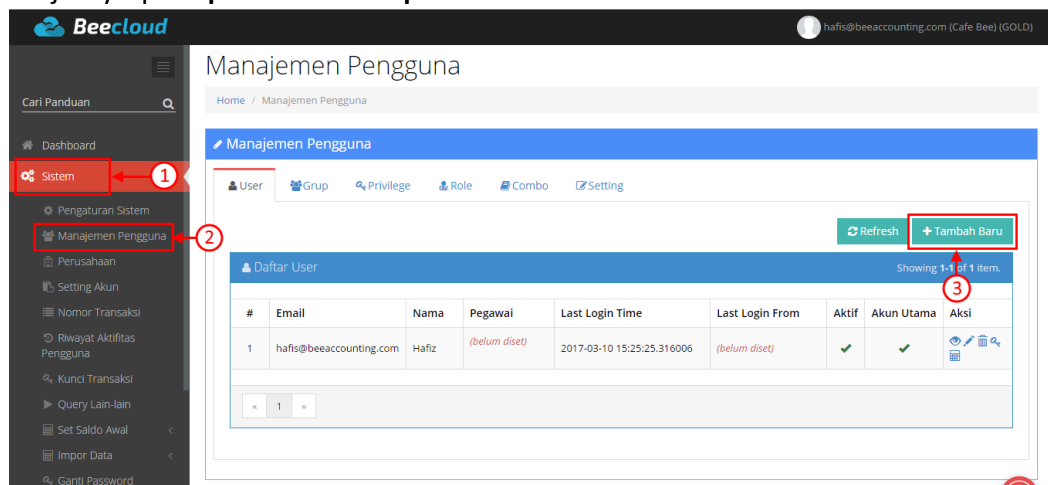 Beecloud
hafis@beeaccounting.com (Cafe Bee) (GOLD)
Cari Panduan
Dashboard
Sistem
1
Pengaturan Sistem
Manajemen Pengguna
2
Perusahaan
Setting Akun
Nomor Transaksi
Riwayat Aktifitas
Pengguna
Kunci Transaksi
Query Lain-lain
Set Saldo Awal
Impor Data
Ganti Password
Manajemen Pengguna
Home / Manajemen Pengguna
Manajemen Pengguna
User Grup Privilege Role Combo Setting
Refresh + Tambah Baru
3
Daftar User Showing 1-1 of 1 item.
# Email Nama Pegawai Last Login Time Last Login From Aktif Akun Utama Aksi
1 hafis@beeaccounting.com Hafiz (belum diset) 2017-03-10 15:25:25.316006 (belum diset)
« 1 »